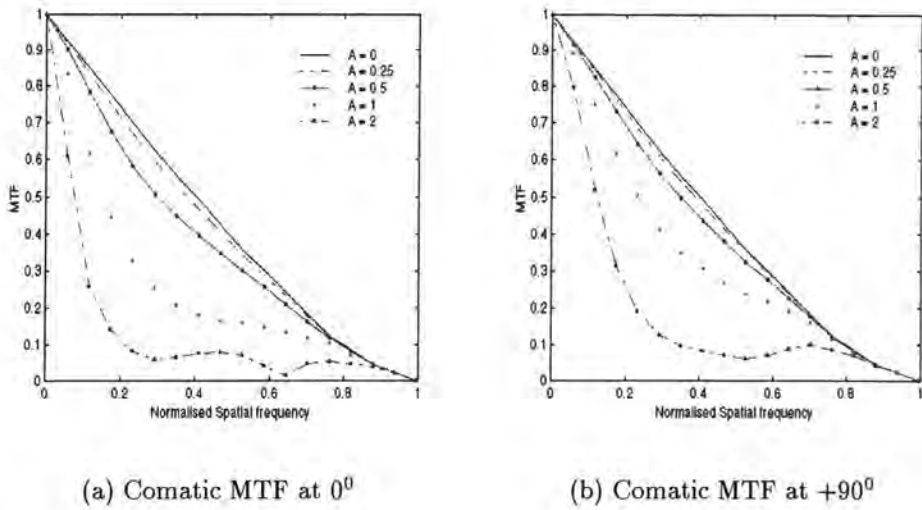 1
0.9
0.8
0.7
0.6
0.5
0.4
0.3
0.2
0.1
0
MTF
A = 0
A = 0.25
A = 0.5
A = 1
A = 2
0 0.2 0.4 0.6 0.8 1
Normalised Spatial frequency
(a) Comatic MTF at 0⁰
1
0.9
0.8
0.7
0.6
0.5
0.4
0.3
0.2
0.1
0
MTF
A = 0
A = 0.25
A = 0.5
A = 1
A = 2
0 0.2 0.4 0.6 0.8 1
Normalised Spatial frequency
(b) Comatic MTF at +90⁰